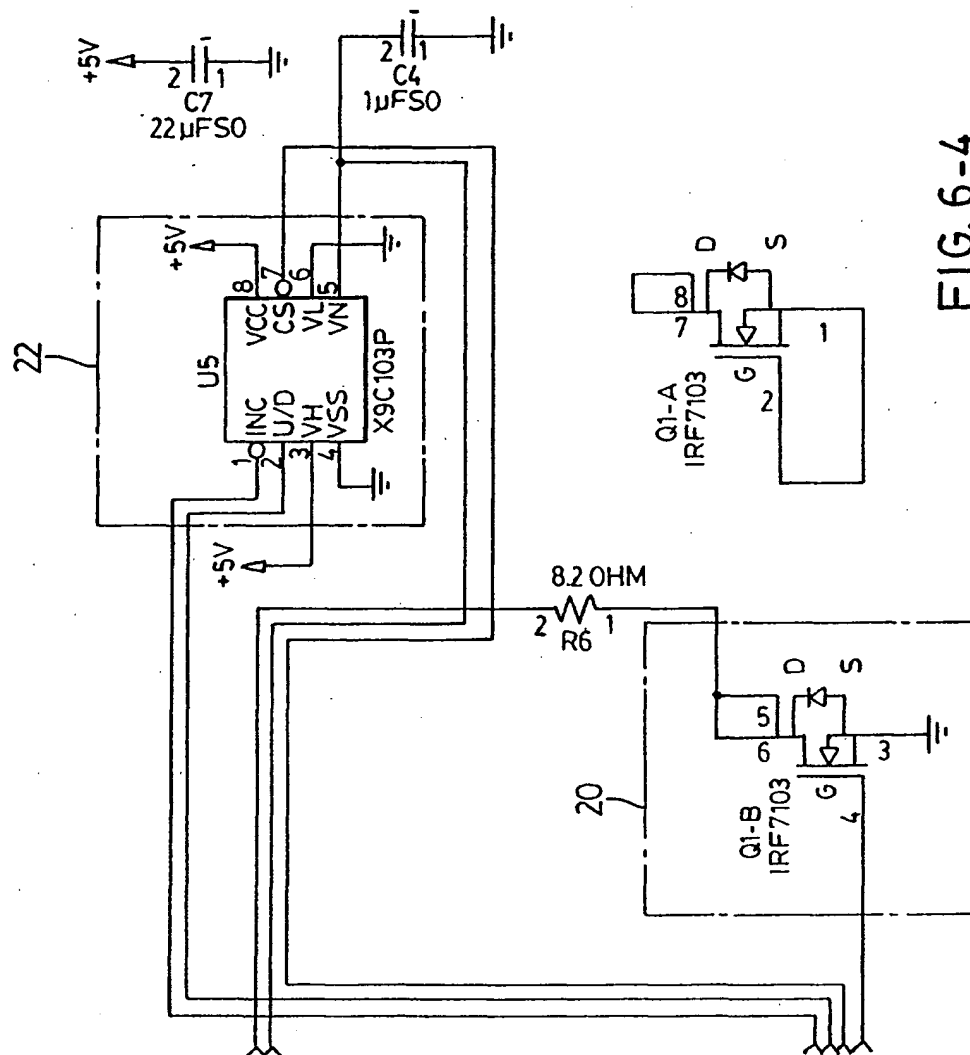 +5V
2
1
C7
22µFSO
2
1
C4
1µFSO
22
+5V
U5
8
VCC
7
CS
6
VL
5
VN
1
INC
2
U/D
3
VH
4
VSS
X9C103P
+5V
8.2 OHM
2
1
R6
20
Q1-B
IRF7103
5
6
D
S
G
3
4
Q1-A
IRF7103
8
7
D
S
G
1
2
FIG. 6-4